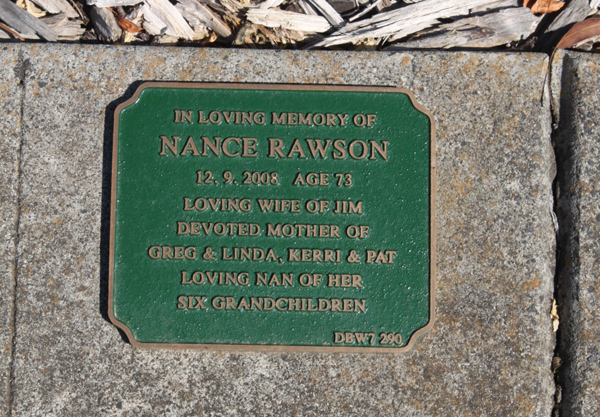 IN LOVING MEMORY OF
NANCE RAWSON
12. 9. 2008 AGE 73
LOVING WIFE OF JIM
DEVOTED MOTHER OF
GREG & LINDA, KERRI & PAT
LOVING NAN OF HER
SIX GRANDCHILDREN
DBW7 290